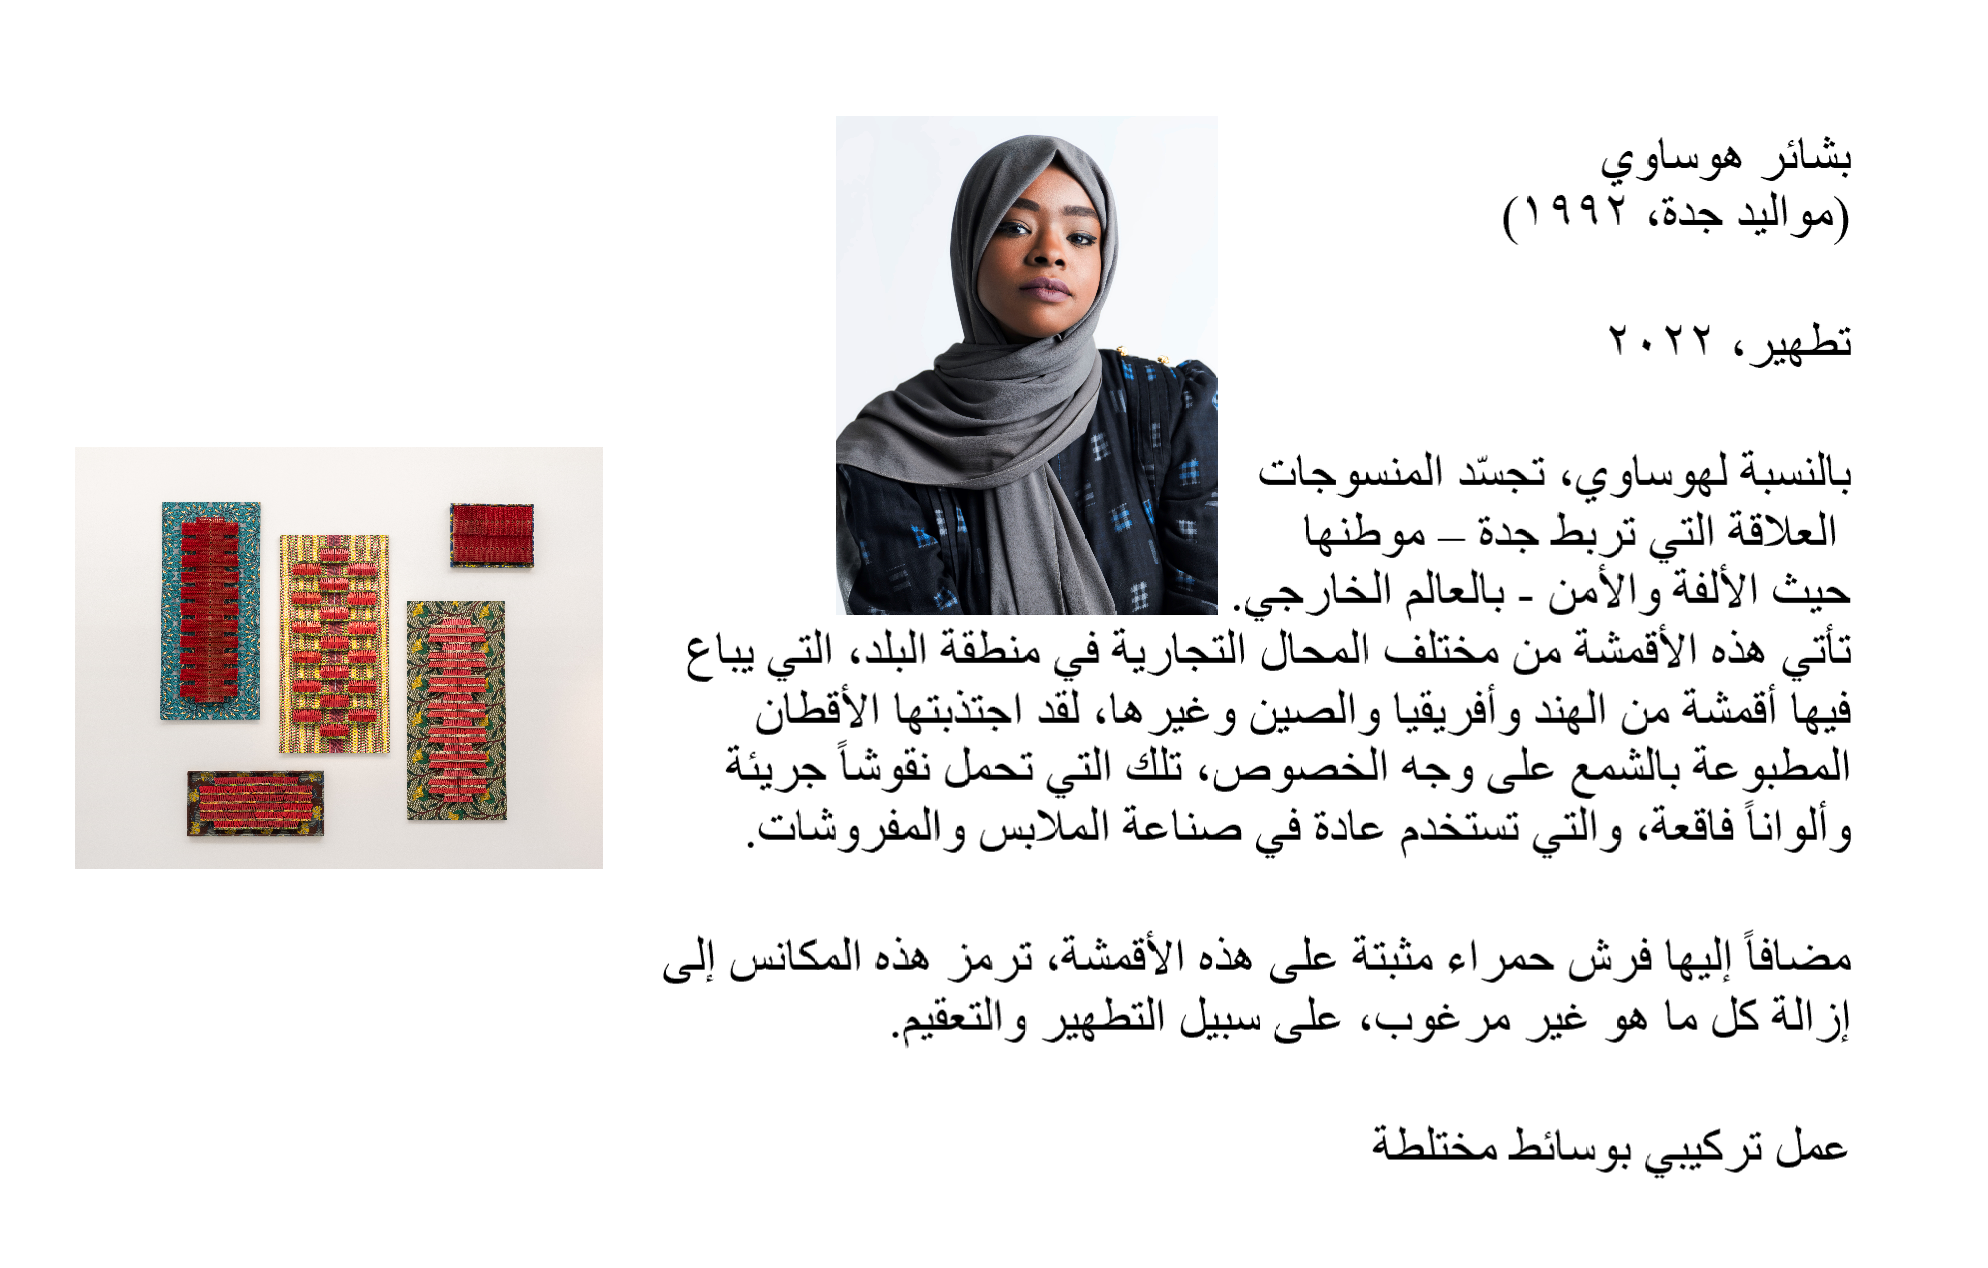 بشائر هوساوي
(مواليد جدة، ١٩٩٢)
تطهير، ٢٠٢٢
بالنسبة لهوساوي، تجسّد المنسوجات
العلاقة التي تربط جدة – موطنها
حيث الألفة والأمن - بالعالم الخارجي.
تأتي هذه الأقمشة من مختلف المحال التجارية في منطقة البلد، التي يباع
فيها أقمشة من الهند وأفريقيا والصين وغيرها، لقد اجتذبتها الأقطان
المطبوعة بالشمع على وجه الخصوص، تلك التي تحمل نقوشاً جريئة
وألواناً فاقعة، والتي تستخدم عادة في صناعة الملابس والمفروشات.
مضافاً إليها فرش حمراء مثبتة على هذه الأقمشة، ترمز هذه المكانس إلى
إزالة كل ما هو غير مرغوب، على سبيل التطهير والتعقيم.
عمل تركيبي بوسائط مختلطة